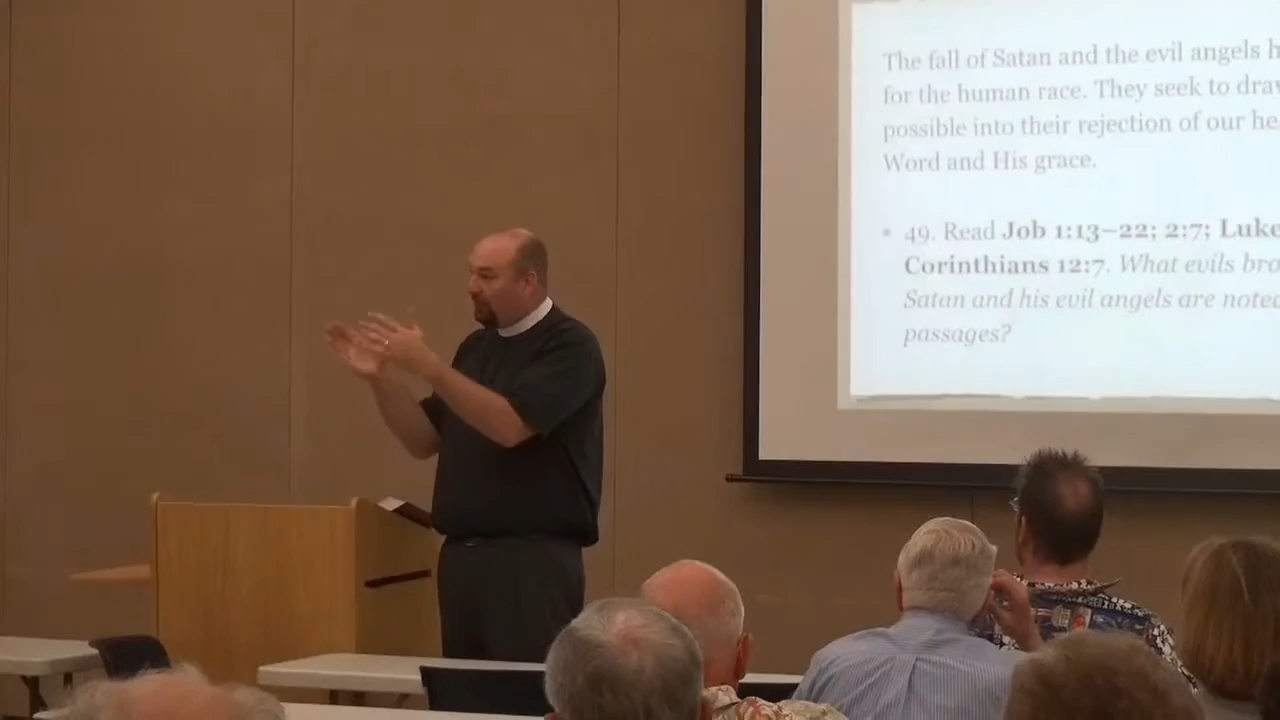 The fall of Satan and the evil angels h
for the human race. They seek to dra
possible into their rejection of our he
Word and His grace.
• 49. Read Job 1:13–22; 2:7; Luke
Corinthians 12:7. What evils bro
Satan and his evil angels are noted
passages?